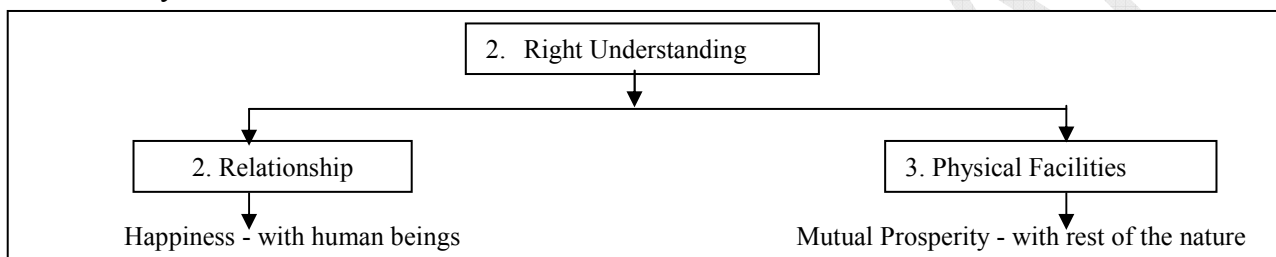 2. Right Understanding
2. Relationship
3. Physical Facilities
Happiness - with human beings
Mutual Prosperity - with rest of the nature